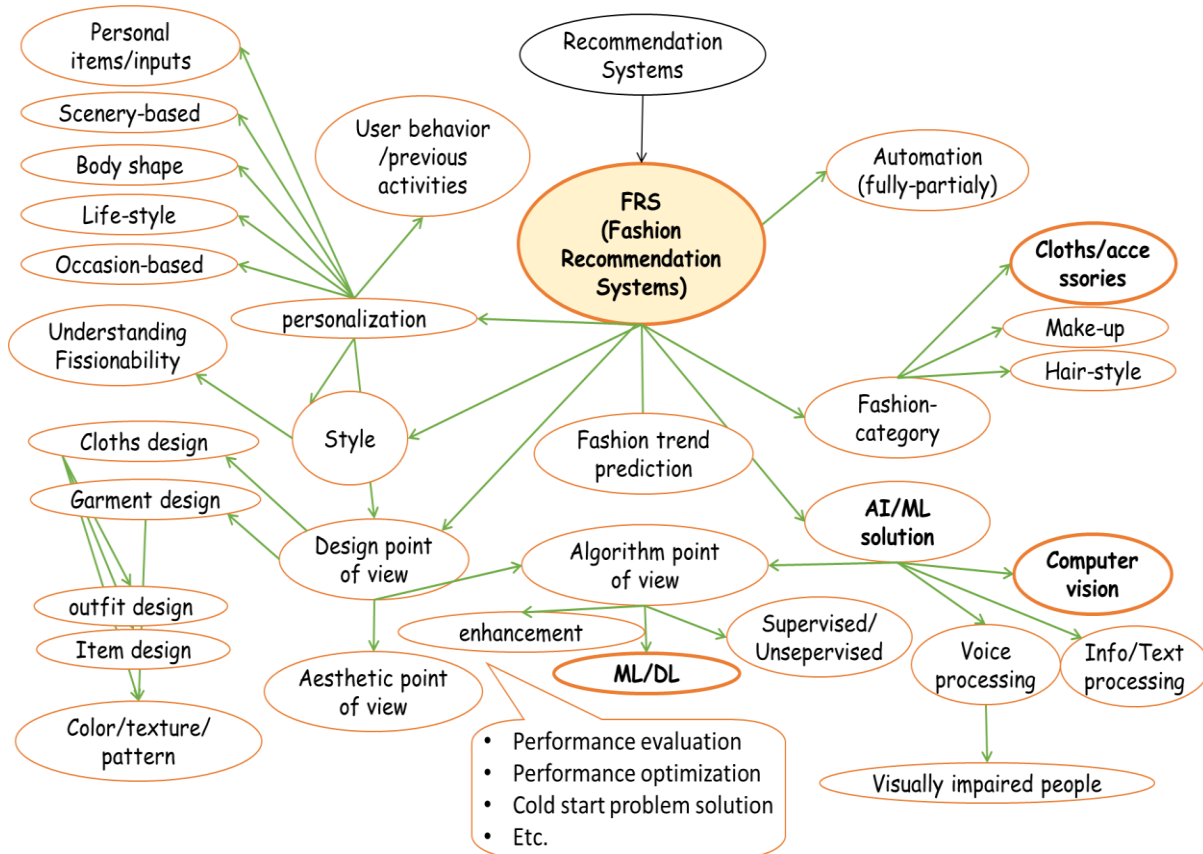 Personal
items/inputs
Recommendation
Systems
Scenery-based
User behavior
/previous
activities
Automation
(fully-partialy)
Body shape
FRS
(Fashion
Recommendation
Systems)
Life-style
Occasion-based
Cloths/acce
ssories
personalization
Make-up
Understanding
Fissionability
Hair-style
Fashion-
category
Style
Fashion trend
prediction
Cloths design
Garment design
AI/ML
solution
Design point
of view
Algorithm point
of view
Computer
vision
outfit design
enhancement
Supervised/
Unsepervised
Item design
Voice
processing
Info/Text
processing
ML/DL
Aesthetic point
of view
Color/texture/
pattern
• Performance evaluation
• Performance optimization
• Cold start problem solution
• Etc.
Visually impaired people